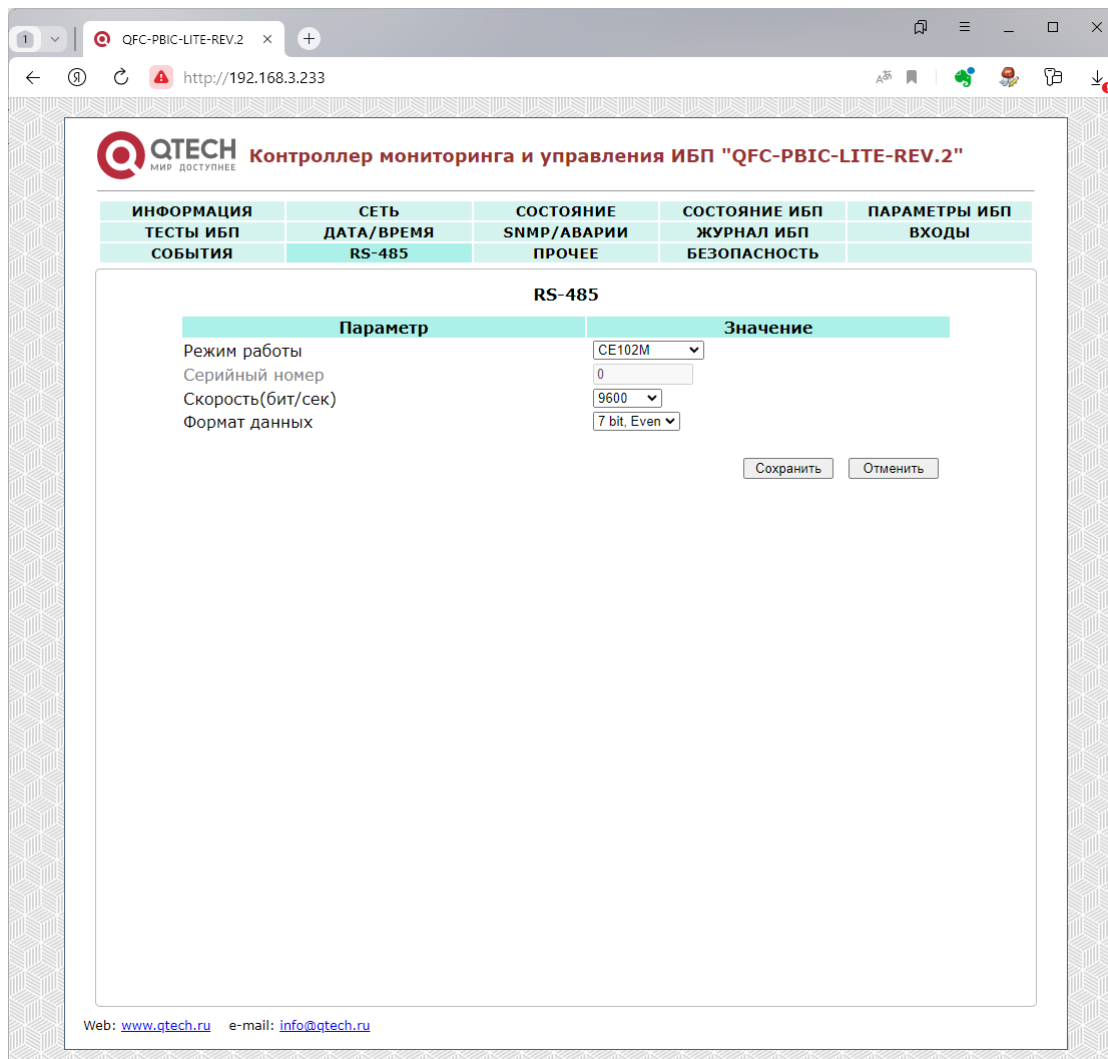 1
QFC-PBIC-LITE-REV.2
http://192.168.3.233
QTECH
МИР ДОСТУПНЕЕ
Контроллер мониторинга и управления ИБП "QFC-PBIC-LITE-REV.2"
ИНФОРМАЦИЯ СЕТЬ СОСТОЯНИЕ СОСТОЯНИЕ ИБП ПАРАМЕТРЫ ИБП
ТЕСТЫ ИБП ДАТА/ВРЕМЯ SNMP/АВАРИИ ЖУРНАЛ ИБП ВХОДЫ
СОБЫТИЯ RS-485 ПРОЧЕЕ БЕЗОПАСНОСТЬ
RS-485
Параметр Значение
Режим работы CE102M
Серийный номер 0
Скорость(бит/сек) 9600
Формат данных 7 bit, Even
Сохранить Отменить
Web: www.qtech.ru e-mail: info@qtech.ru